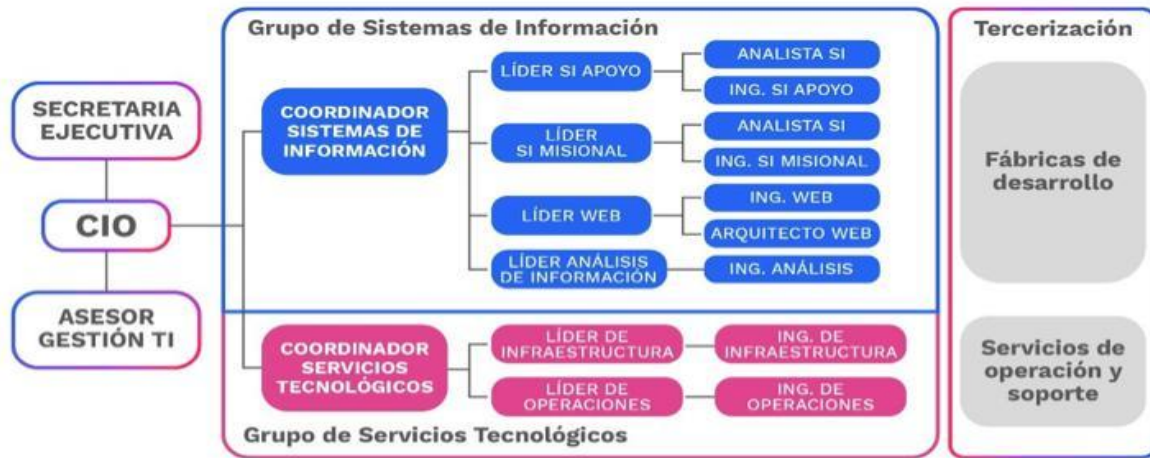 Grupo de Sistemas de Información
Tercerización
SECRETARIA
EJECUTIVA
CIO
ASESOR
GESTIÓN TI
COORDINADOR
SISTEMAS DE
INFORMACIÓN
LÍDER SI APOYO
ANALISTA SI
ING. SI APOYO
LÍDER
SI MISIONAL
ANALISTA SI
ING. SI MISIONAL
LÍDER WEB
ING. WEB
ARQUITECTO WEB
LÍDER ANÁLISIS
DE INFORMACIÓN
ING. ANÁLISIS
COORDINADOR
SERVICIOS
TECNOLÓGICOS
LÍDER DE
INFRAESTRUCTURA
ING. DE
INFRAESTRUCTURA
LÍDER DE
OPERACIONES
ING. DE
OPERACIONES
Grupo de Servicios Tecnológicos
Fábricas de
desarrollo
Servicios de
operación y
soporte